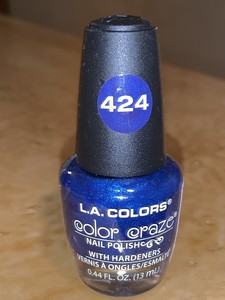 424
L.A. COLORS®
color craze®
NAIL POLISH
WITH HARDENERS
VERNIS À ONGLES/ESMALTE
0.44 FL. OZ. (13 mL)